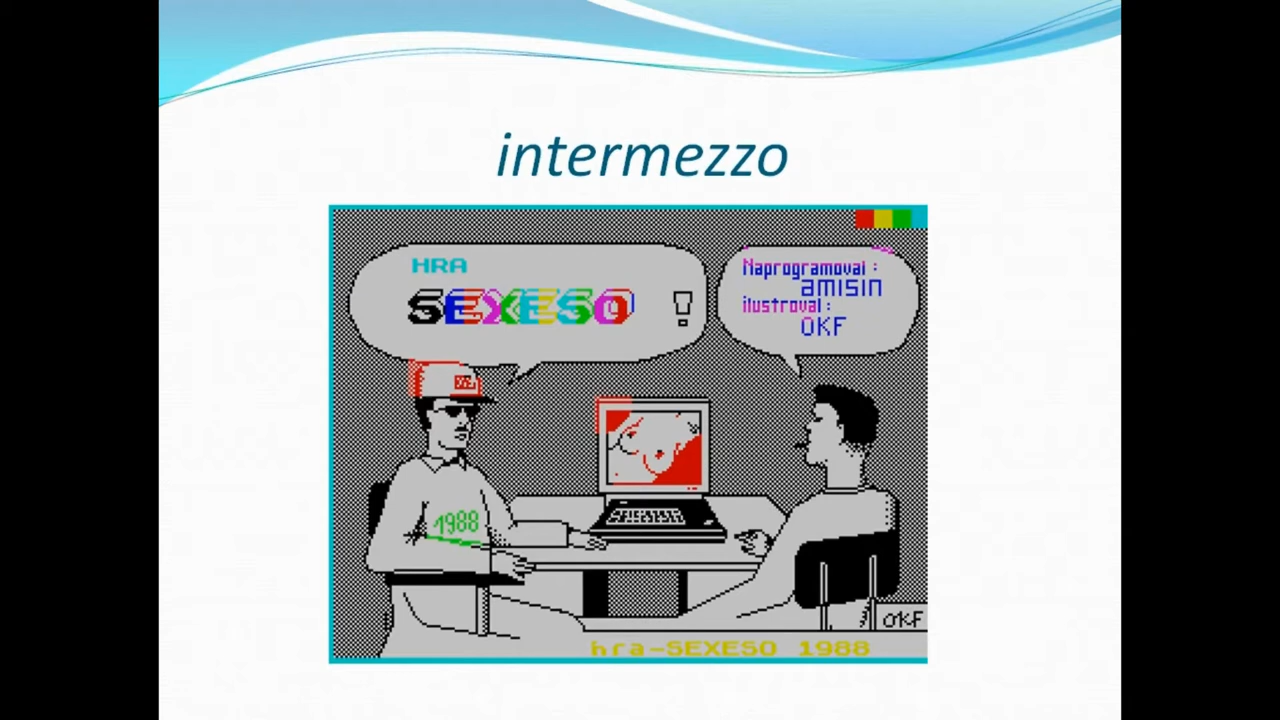 intermezzo
HRA
SEXESO !
Naprogramoval :
amisin
ilustroval :
OKF
1988
OKF
hra-SEXESO 1988